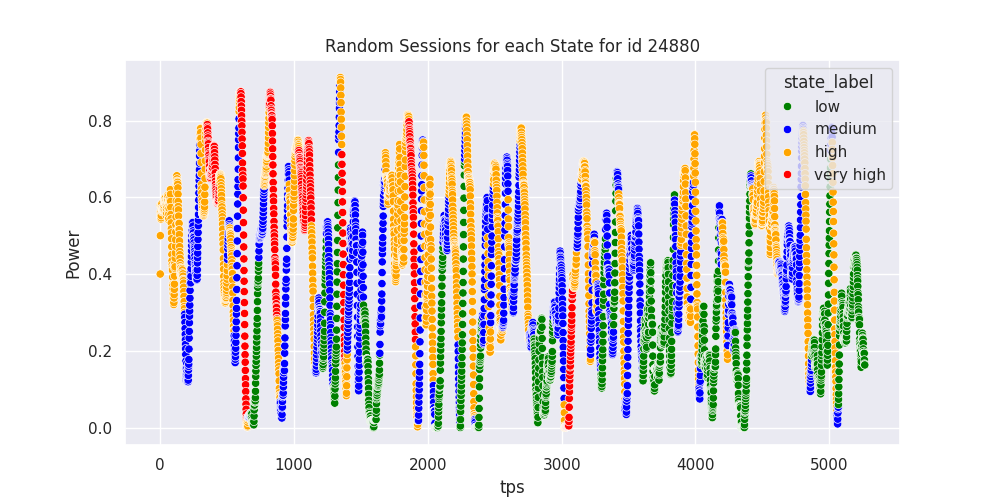 Random Sessions for each State for id 24880
state_label
low
medium
high
very high
Power
0.8
0.6
0.4
0.2
0.0
0
1000
2000
3000
4000
5000
tps